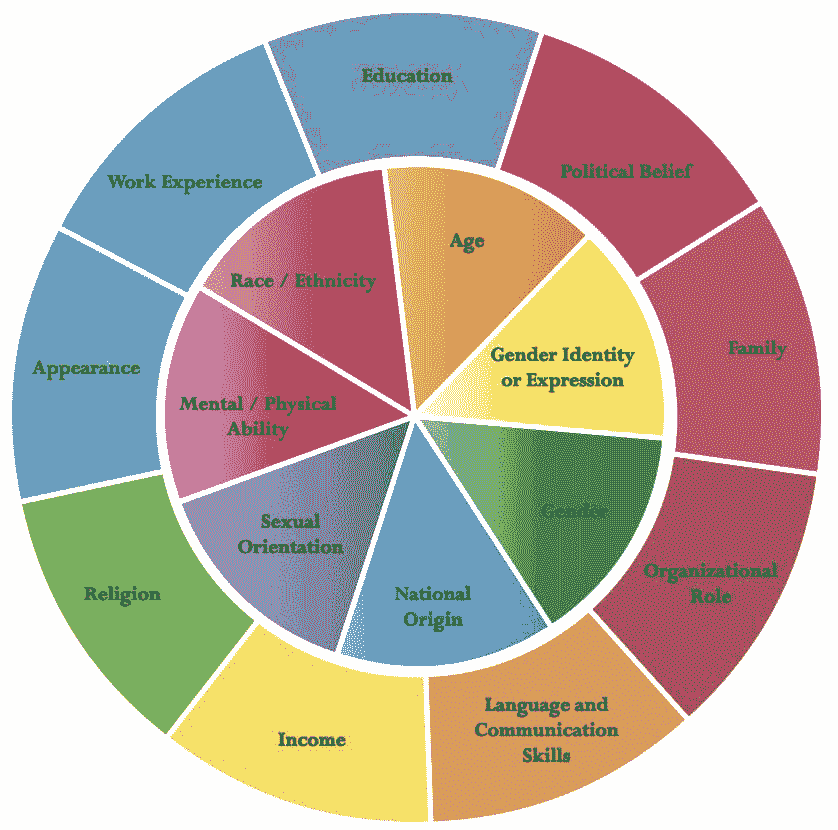 Education
Political Belief
Work Experience
Age
Race / Ethnicity
Family
Gender Identity
or Expression
Appearance
Mental / Physical
Ability
Gender
Sexual
Orientation
Organizational
Role
National
Origin
Religion
Language and
Communication
Skills
Income